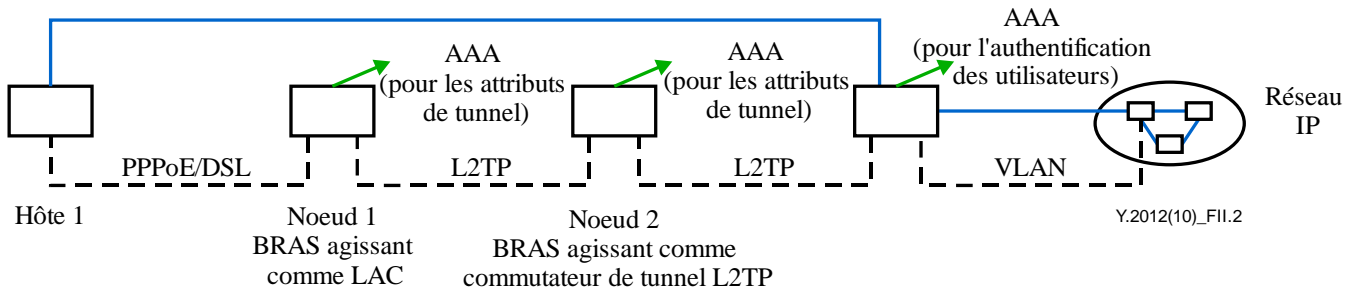 AAA
(pour les attributs
de tunnel)
AAA
(pour les attributs
de tunnel)
AAA
(pour l'authentification
des utilisateurs)
Réseau
IP
PPPoE/DSL
L2TP
L2TP
VLAN
Hôte 1
Noeud 1
BRAS agissant
comme LAC
Noeud 2
BRAS agissant comme
commutateur de tunnel L2TP
Y.2012(10)_FII.2